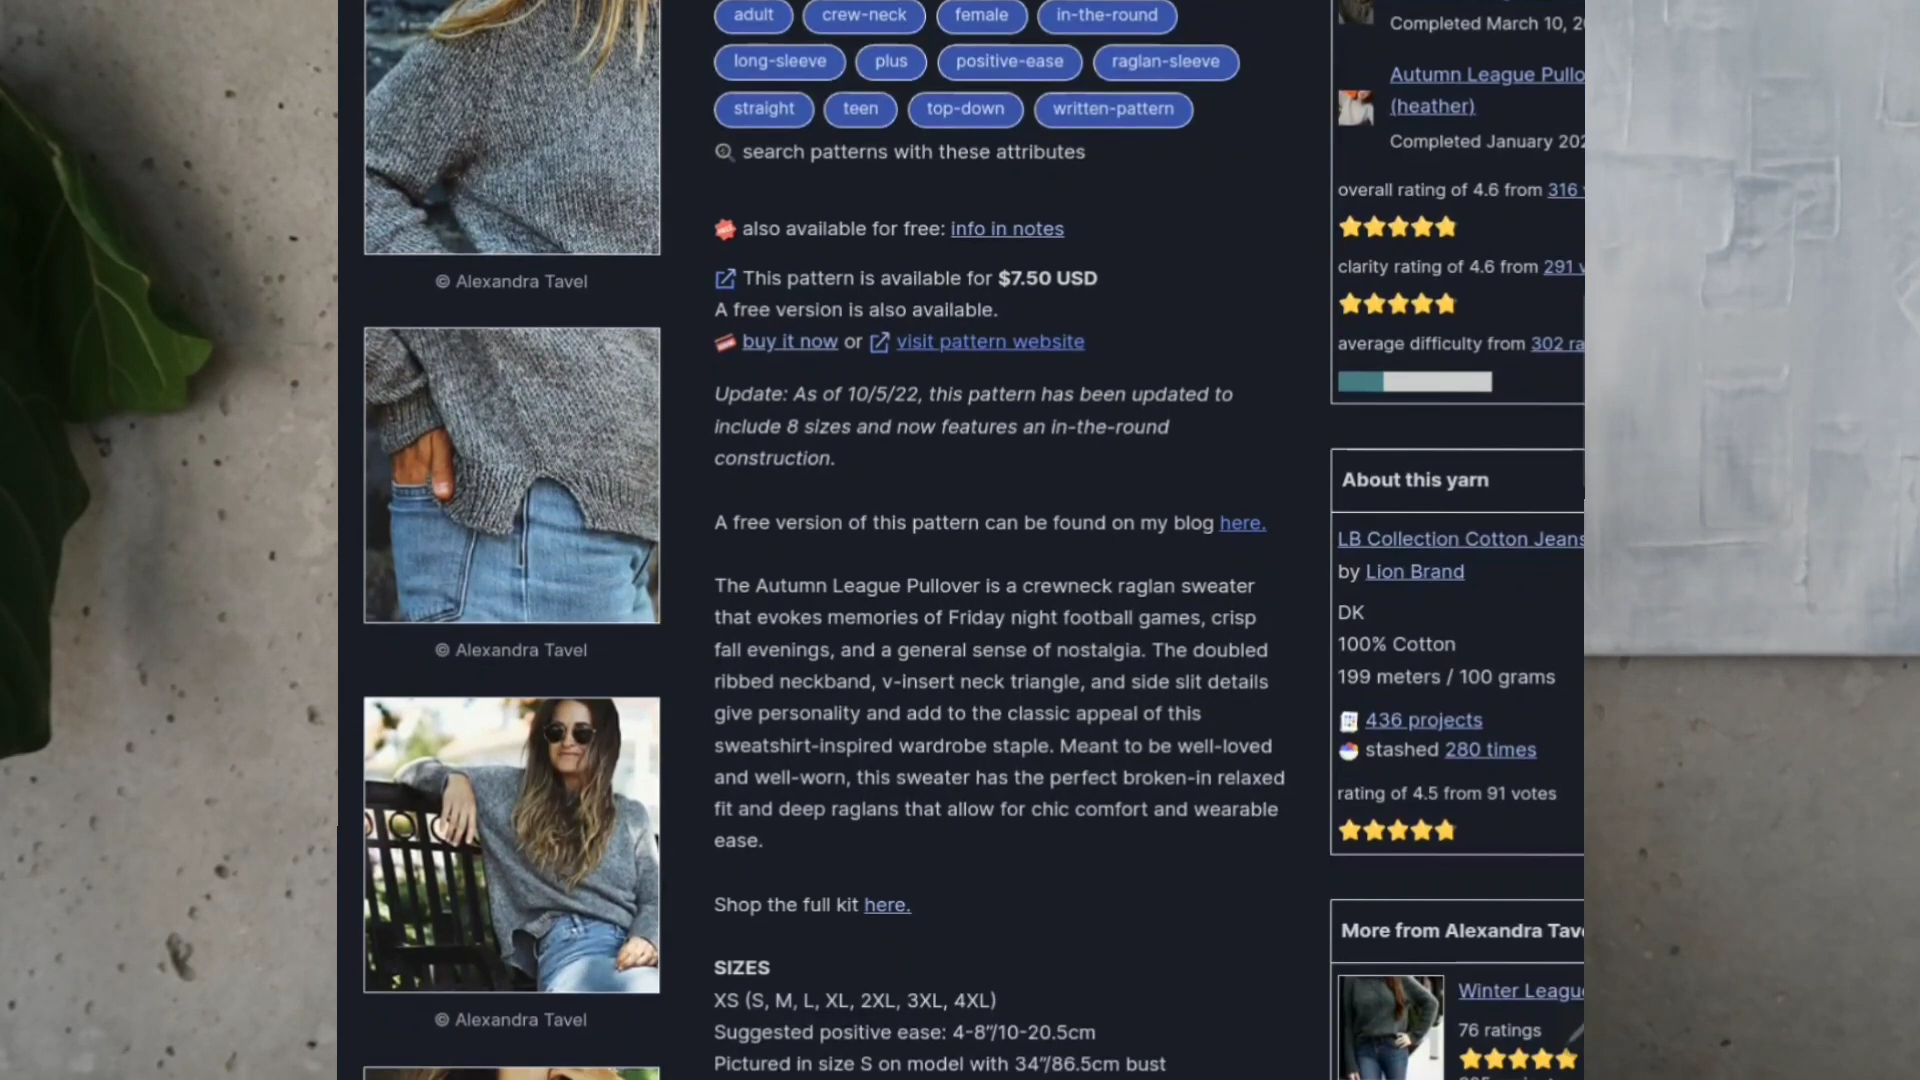 © Alexandra Tavel
© Alexandra Tavel
© Alexandra Tavel
adult crew-neck female in-the-round
long-sleeve plus positive-ease raglan-sleeve
straight teen top-down written-pattern
search patterns with these attributes
also available for free: info in notes
This pattern is available for $7.50 USD
A free version is also available.
buy it now or visit pattern website
Update: As of 10/5/22, this pattern has been updated to
include 8 sizes and now features an in-the-round
construction.
A free version of this pattern can be found on my blog here.
The Autumn League Pullover is a crewneck raglan sweater
that evokes memories of Friday night football games, crisp
fall evenings, and a general sense of nostalgia. The doubled
ribbed neckband, v-insert neck triangle, and side slit details
give personality and add to the classic appeal of this
sweatshirt-inspired wardrobe staple. Meant to be well-loved
and well-worn, this sweater has the perfect broken-in relaxed
fit and deep raglans that allow for chic comfort and wearable
ease.
Shop the full kit here.
SIZES
XS (S, M, L, XL, 2XL, 3XL, 4XL)
Suggested positive ease: 4-8"/10-20.5cm
Pictured in size S on model with 34"/86.5cm bust
Completed March 10,
Autumn League
(heather)
Completed January
overall rating of 4.6 from 316
clarity rating of 4.6 from 291
average difficulty from 302
About this yarn
LB Collection Cotton Jeans
by Lion Brand
DK
100% Cotton
199 meters / 100 grams
436 projects
stashed 280 times
rating of 4.5 from 91 votes
More from Alexandra
Winter
76 ratings